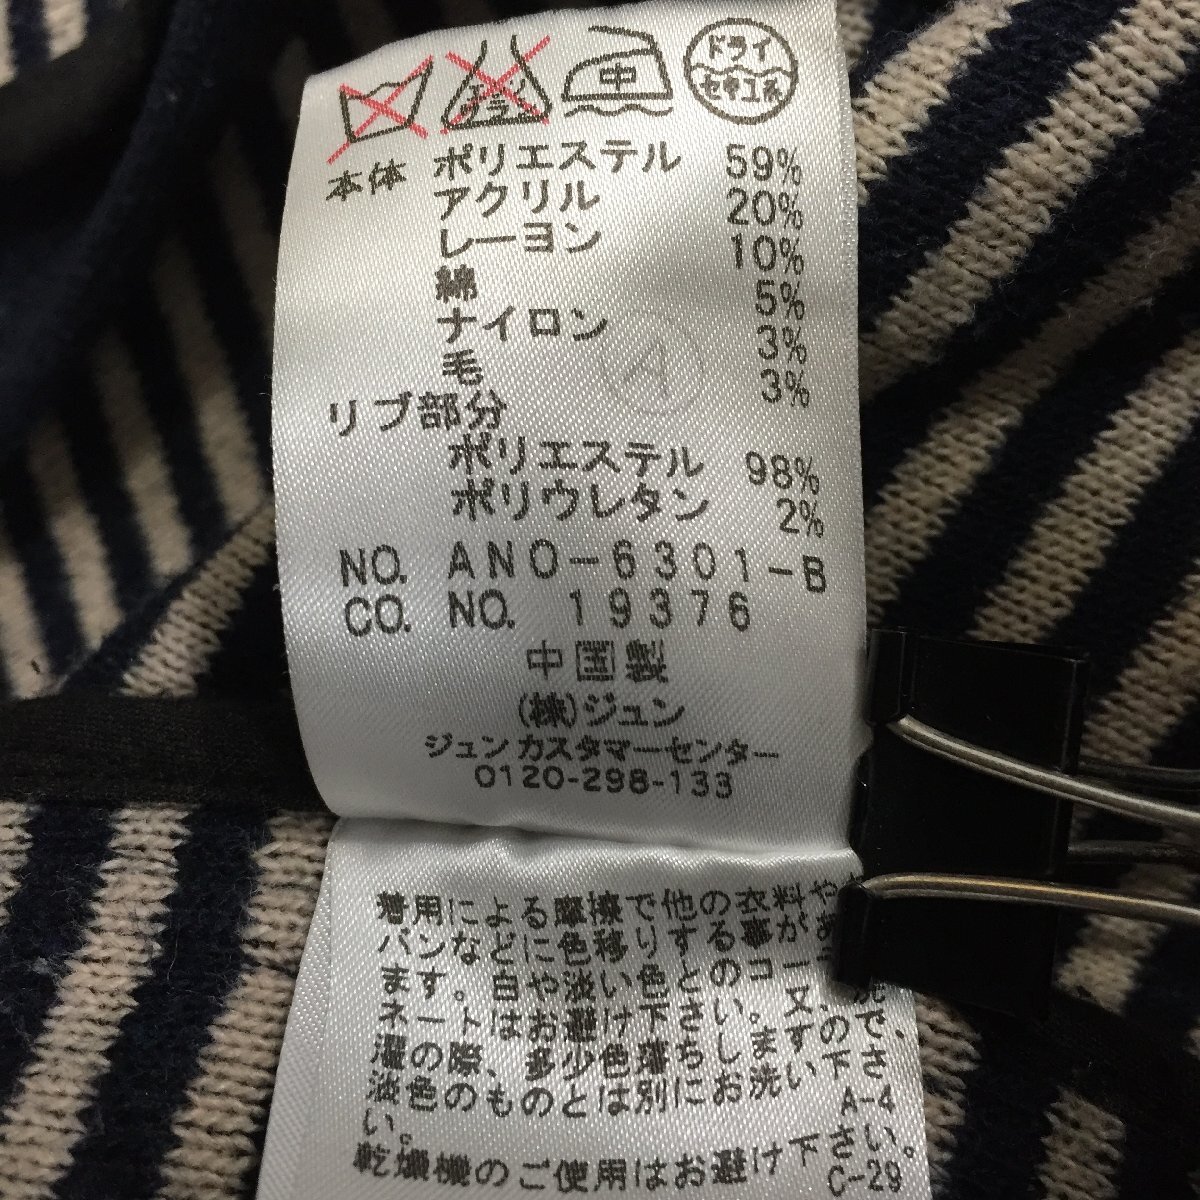 ドライ
セキユ系
エンソ
サラシ
中
本体 ポリエステル 59%
アクリル 20%
レーヨン 10%
綿 5%
ナイロン 3%
毛 3%
リブ部分
ポリエステル 98%
ポリウレタン 2%
NO. ANO-6301-B
CO. NO. 19376
中国製
(株)ジュン
ジュンカスタマーセンター
0120-298-133
着用による摩擦で他の衣料や
バンなどに色移りする事があ
ます。白や淡い色とのコー
ネートはお避け下さい。又、
濯の際、多少色落ちしますので、
淡色のものとは別にお洗い下さ
い。 A-4
乾燥機のご使用はお避け下さい。
C-29